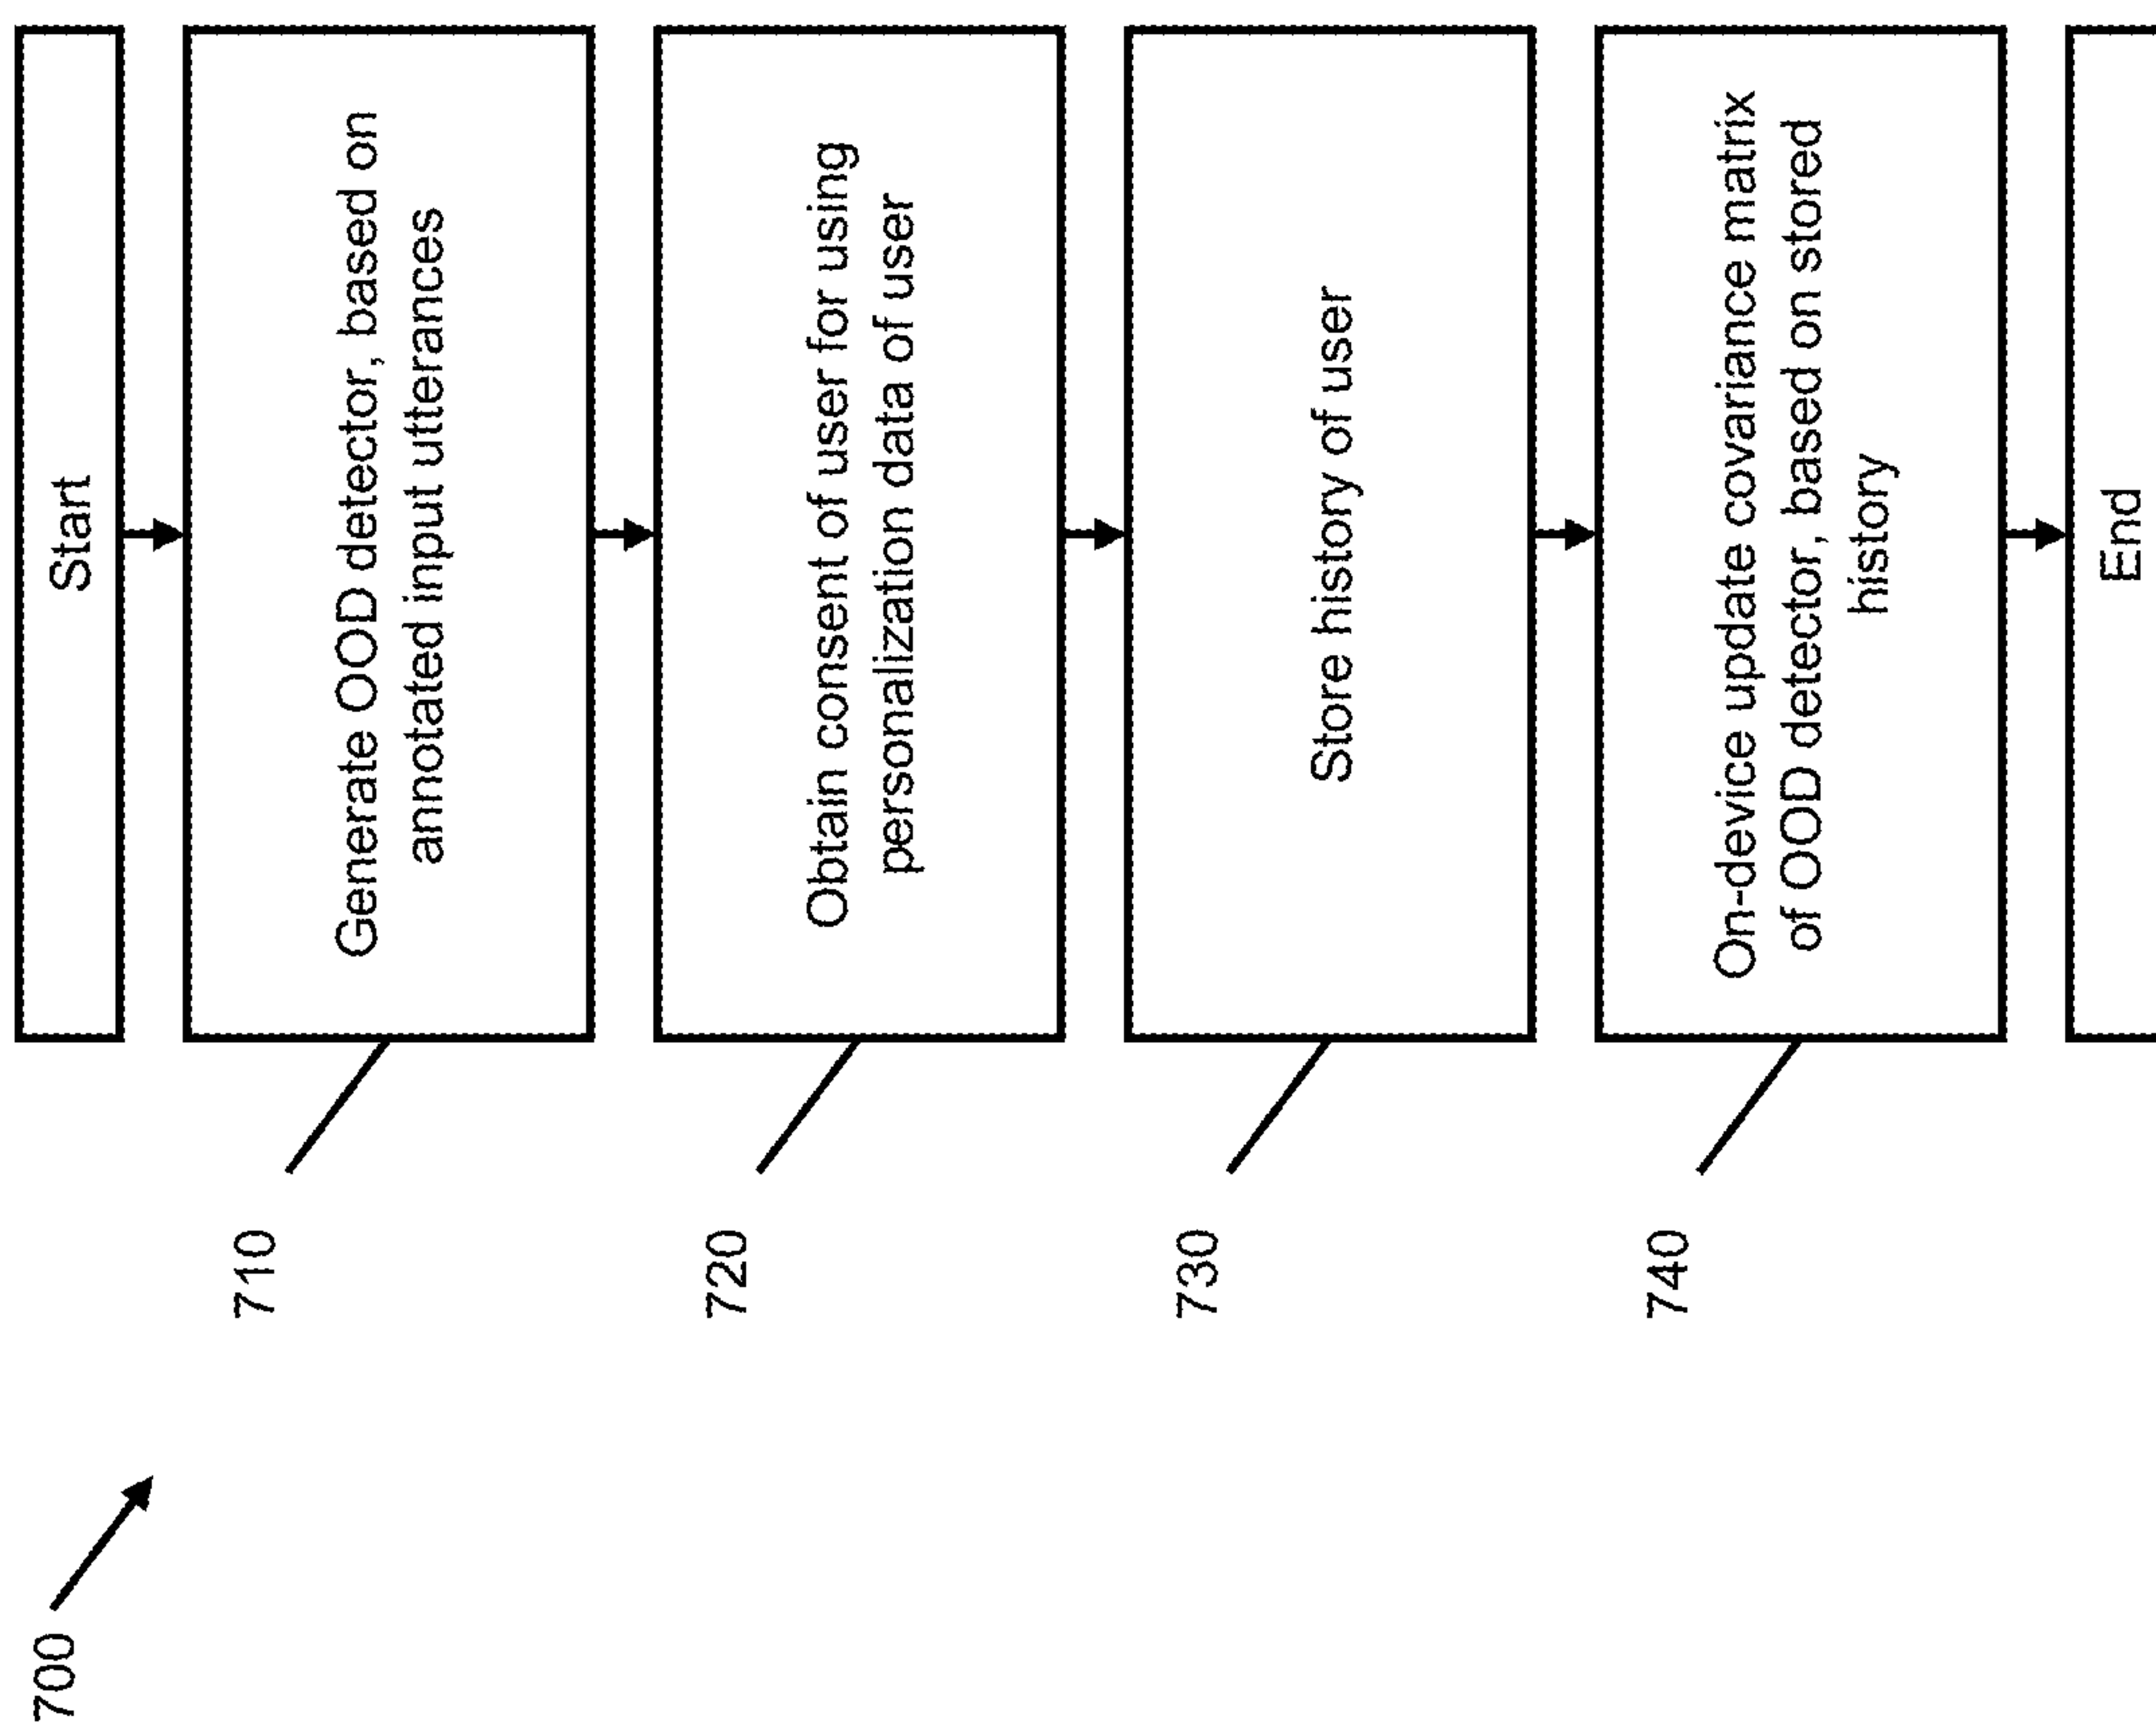 700
Start
710
Generate OOD detector, based on
annotated input utterances
720
Obtain consent of user for using
personalization data of user
730
Store history of user
740
On-device update covariance matrix
of OOD detector, based on stored
history
End